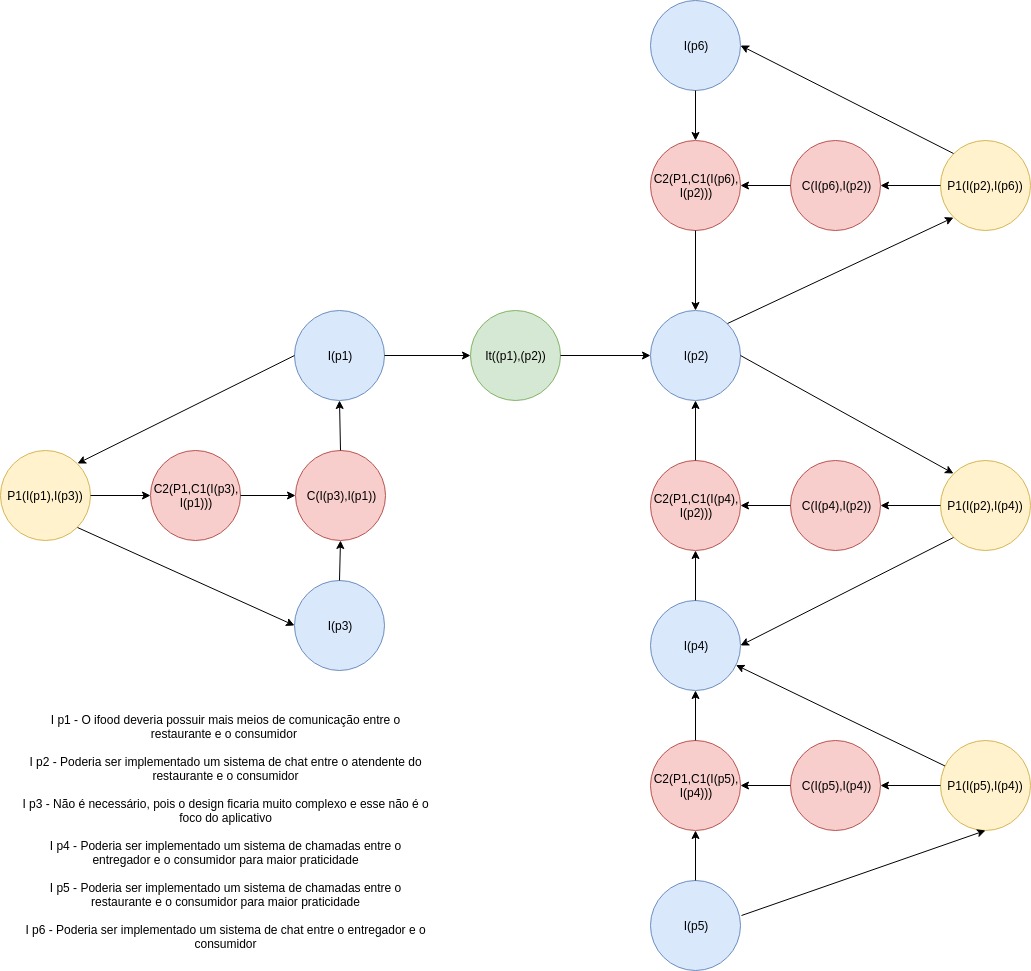 I(p6)
C2(P1,C1(I(p6),
I(p2)))
C(I(p6),I(p2))
P1(I(p2),I(p6))
I(p1)
It((p1),(p2))
I(p2)
P1(I(p1),I(p3))
C2(P1,C1(I(p3),
I(p1)))
C(I(p3),I(p1))
C2(P1,C1(I(p4),
I(p2)))
C(I(p4),I(p2))
P1(I(p2),I(p4))
I(p3)
I(p4)
C2(P1,C1(I(p5),
I(p4)))
C(I(p5),I(p4))
P1(I(p5),I(p4))
I(p5)
I p1 - O ifood deveria possuir mais meios de comunicação entre o
restaurante e o consumidor
I p2 - Poderia ser implementado um sistema de chat entre o atendente do
restaurante e o consumidor
I p3 - Não é necessário, pois o design ficaria muito complexo e esse não é o
foco do aplicativo
I p4 - Poderia ser implementado um sistema de chamadas entre o
entregador e o consumidor para maior praticidade
I p5 - Poderia ser implementado um sistema de chamadas entre o
restaurante e o consumidor para maior praticidade
I p6 - Poderia ser implementado um sistema de chat entre o entregador e o
consumidor